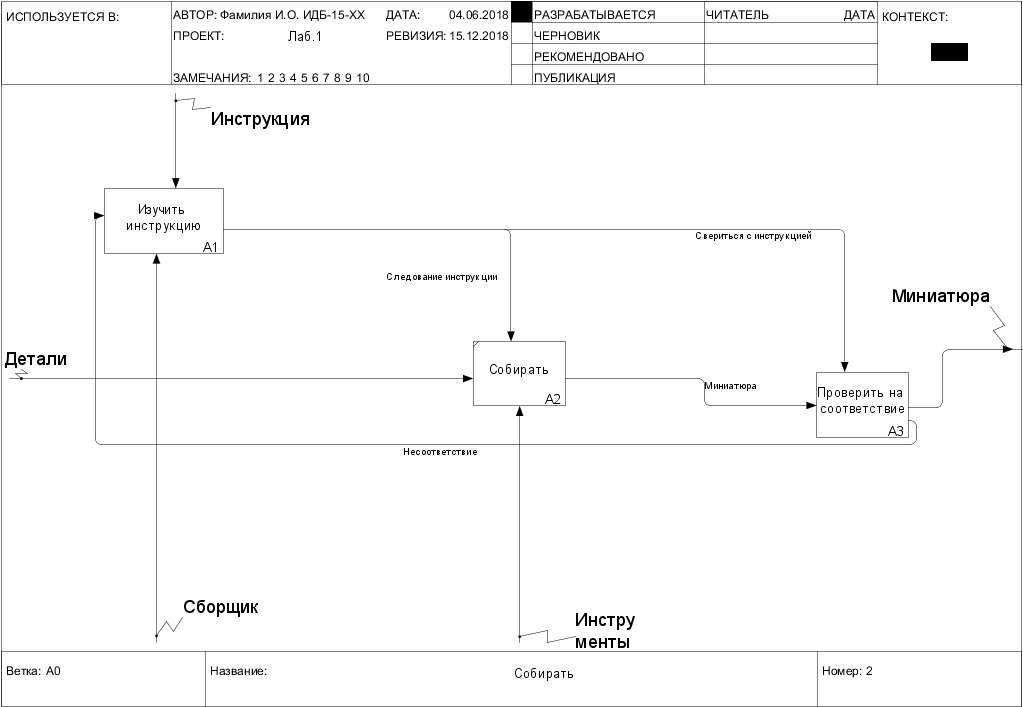 ИСПОЛЬЗУЕТСЯ В:
АВТОР: Фамилия И.О. ИДБ-15-ХХ
ДАТА: 04.06.2018
РАЗРАБАТЫВАЕТСЯ
ЧИТАТЕЛЬ
ДАТА
КОНТЕКСТ:
ПРОЕКТ: Лаб.1
РЕВИЗИЯ: 15.12.2018
ЧЕРНОВИК
РЕКОМЕНДОВАНО
ЗАМЕЧАНИЯ: 1 2 3 4 5 6 7 8 9 10
ПУБЛИКАЦИЯ
Инструкция
Изучить
инструкцию
A1
Свериться с инструкцией
Следование инструкции
Миниатюра
Детали
Собирать
A2
Миниатюра
Проверить на
соответствие
A3
Несоответствие
Сборщик
Инстру
менты
Ветка: A0
Название: Собирать
Номер: 2